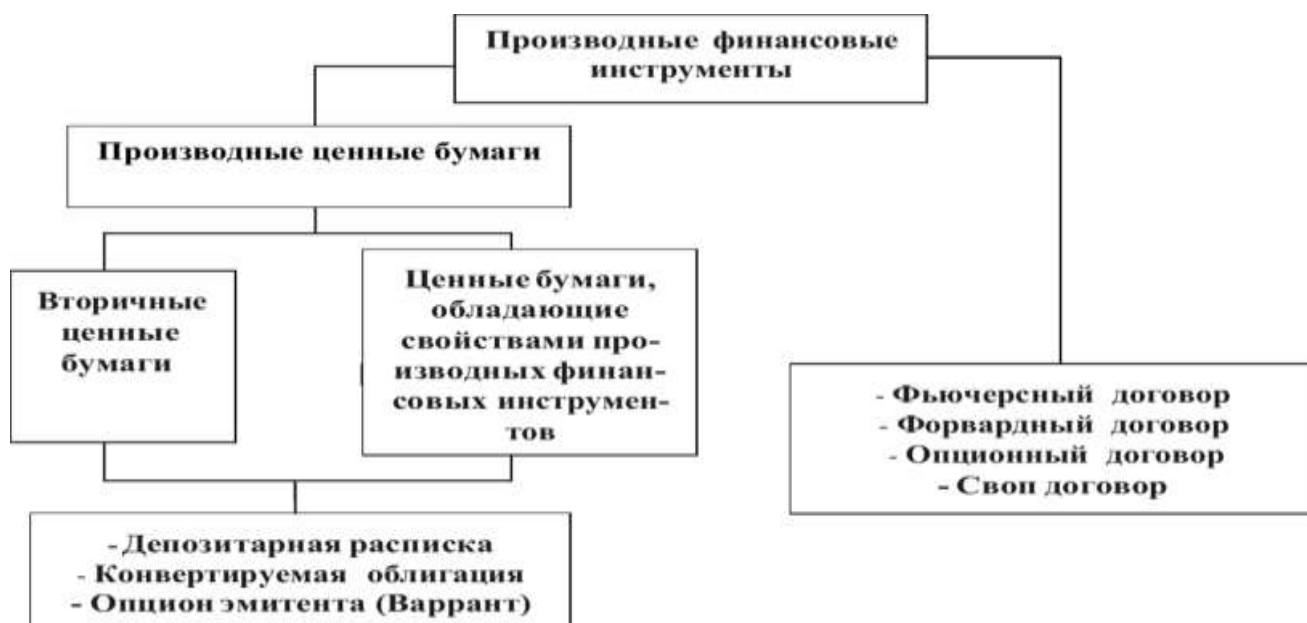 Производные финансовые
инструменты
Производные ценные бумаги
Вторичные
ценные
бумаги
Ценные бумаги,
обладающие
свойствами про-
изводных финан-
совых инструмен-
тов
- Фьючерсный договор
- Форвардный договор
- Опционный договор
- Своп договор
- Депозитарная расписка
- Конвертируемая облигация
- Опцион эмитента (Варрант)